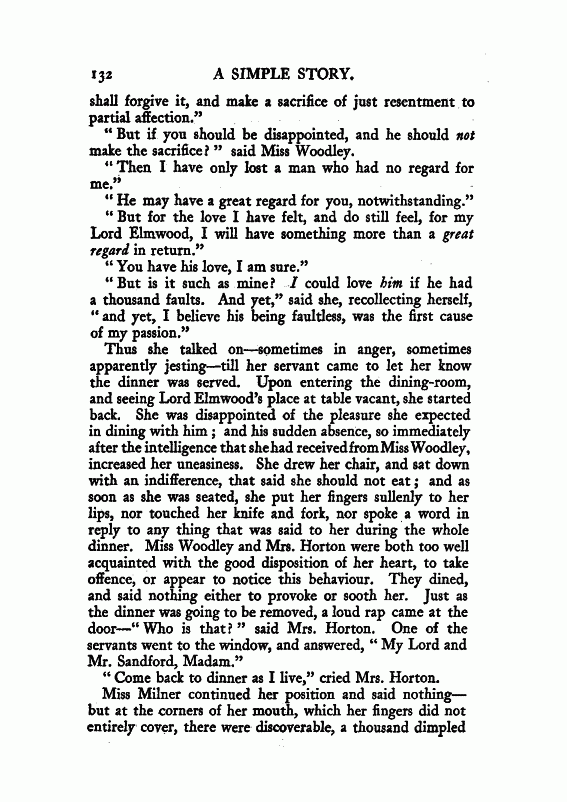 132 A SIMPLE STORY.
shall forgive it, and make a sacrifice of just resentment to
partial affection.”
“ But if you should be disappointed, and he should not
make the sacrifice? ” said Miss Woodley.
“ Then I have only lost a man who had no regard for
me.”
“ He may have a great regard for you, notwithstanding.”
“ But for the love I have felt, and do still feel, for my
Lord Elmwood, I will have something more than a great
regard in return.”
“ You have his love, I am sure.”
“ But is it such as mine? I could love him if he had
a thousand faults. And yet,” said she, recollecting herself,
“ and yet, I believe his being faultless, was the first cause
of my passion.”
Thus she talked on—sometimes in anger, sometimes
apparently jesting—till her servant came to let her know
the dinner was served. Upon entering the dining-room,
and seeing Lord Elmwood’s place at table vacant, she started
back. She was disappointed of the pleasure she expected
in dining with him ; and his sudden absence, so immediately
after the intelligence that she had received from Miss Woodley,
increased her uneasiness. She drew her chair, and sat down
with an indifference, that said she should not eat ; and as
soon as she was seated, she put her fingers sullenly to her
lips, nor touched her knife and fork, nor spoke a word in
reply to any thing that was said to her during the whole
dinner. Miss Woodley and Mrs. Horton were both too well
acquainted with the good disposition of her heart, to take
offence, or appear to notice this behaviour. They dined,
and said nothing either to provoke or sooth her. Just as
the dinner was going to be removed, a loud rap came at the
door—“ Who is that? ” said Mrs. Horton. One of the
servants went to the window, and answered, “ My Lord and
Mr. Sandford, Madam.”
“ Come back to dinner as I live,” cried Mrs. Horton.
Miss Milner continued her position and said nothing—
but at the corners of her mouth, which her fingers did not
entirely cover, there were discoverable, a thousand dimpled